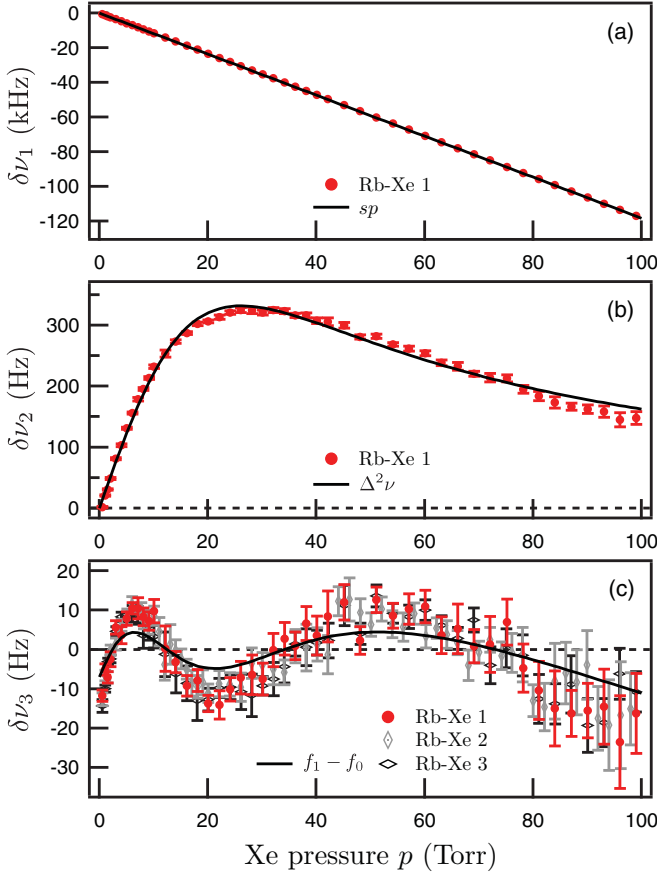 (a)
δν₁ (kHz)
0
-20
-40
-60
-80
-100
-120
Rb-Xe 1
sp
0 20 40 60 80 100
(b)
δν₂ (Hz)
300
200
100
0
Rb-Xe 1
Δ²ν
0 20 40 60 80 100
(c)
δν₃ (Hz)
20
10
0
-10
-20
-30
Rb-Xe 1
Rb-Xe 2
f₁ − f₀ Rb-Xe 3
0 20 40 60 80 100
Xe pressure p (Torr)